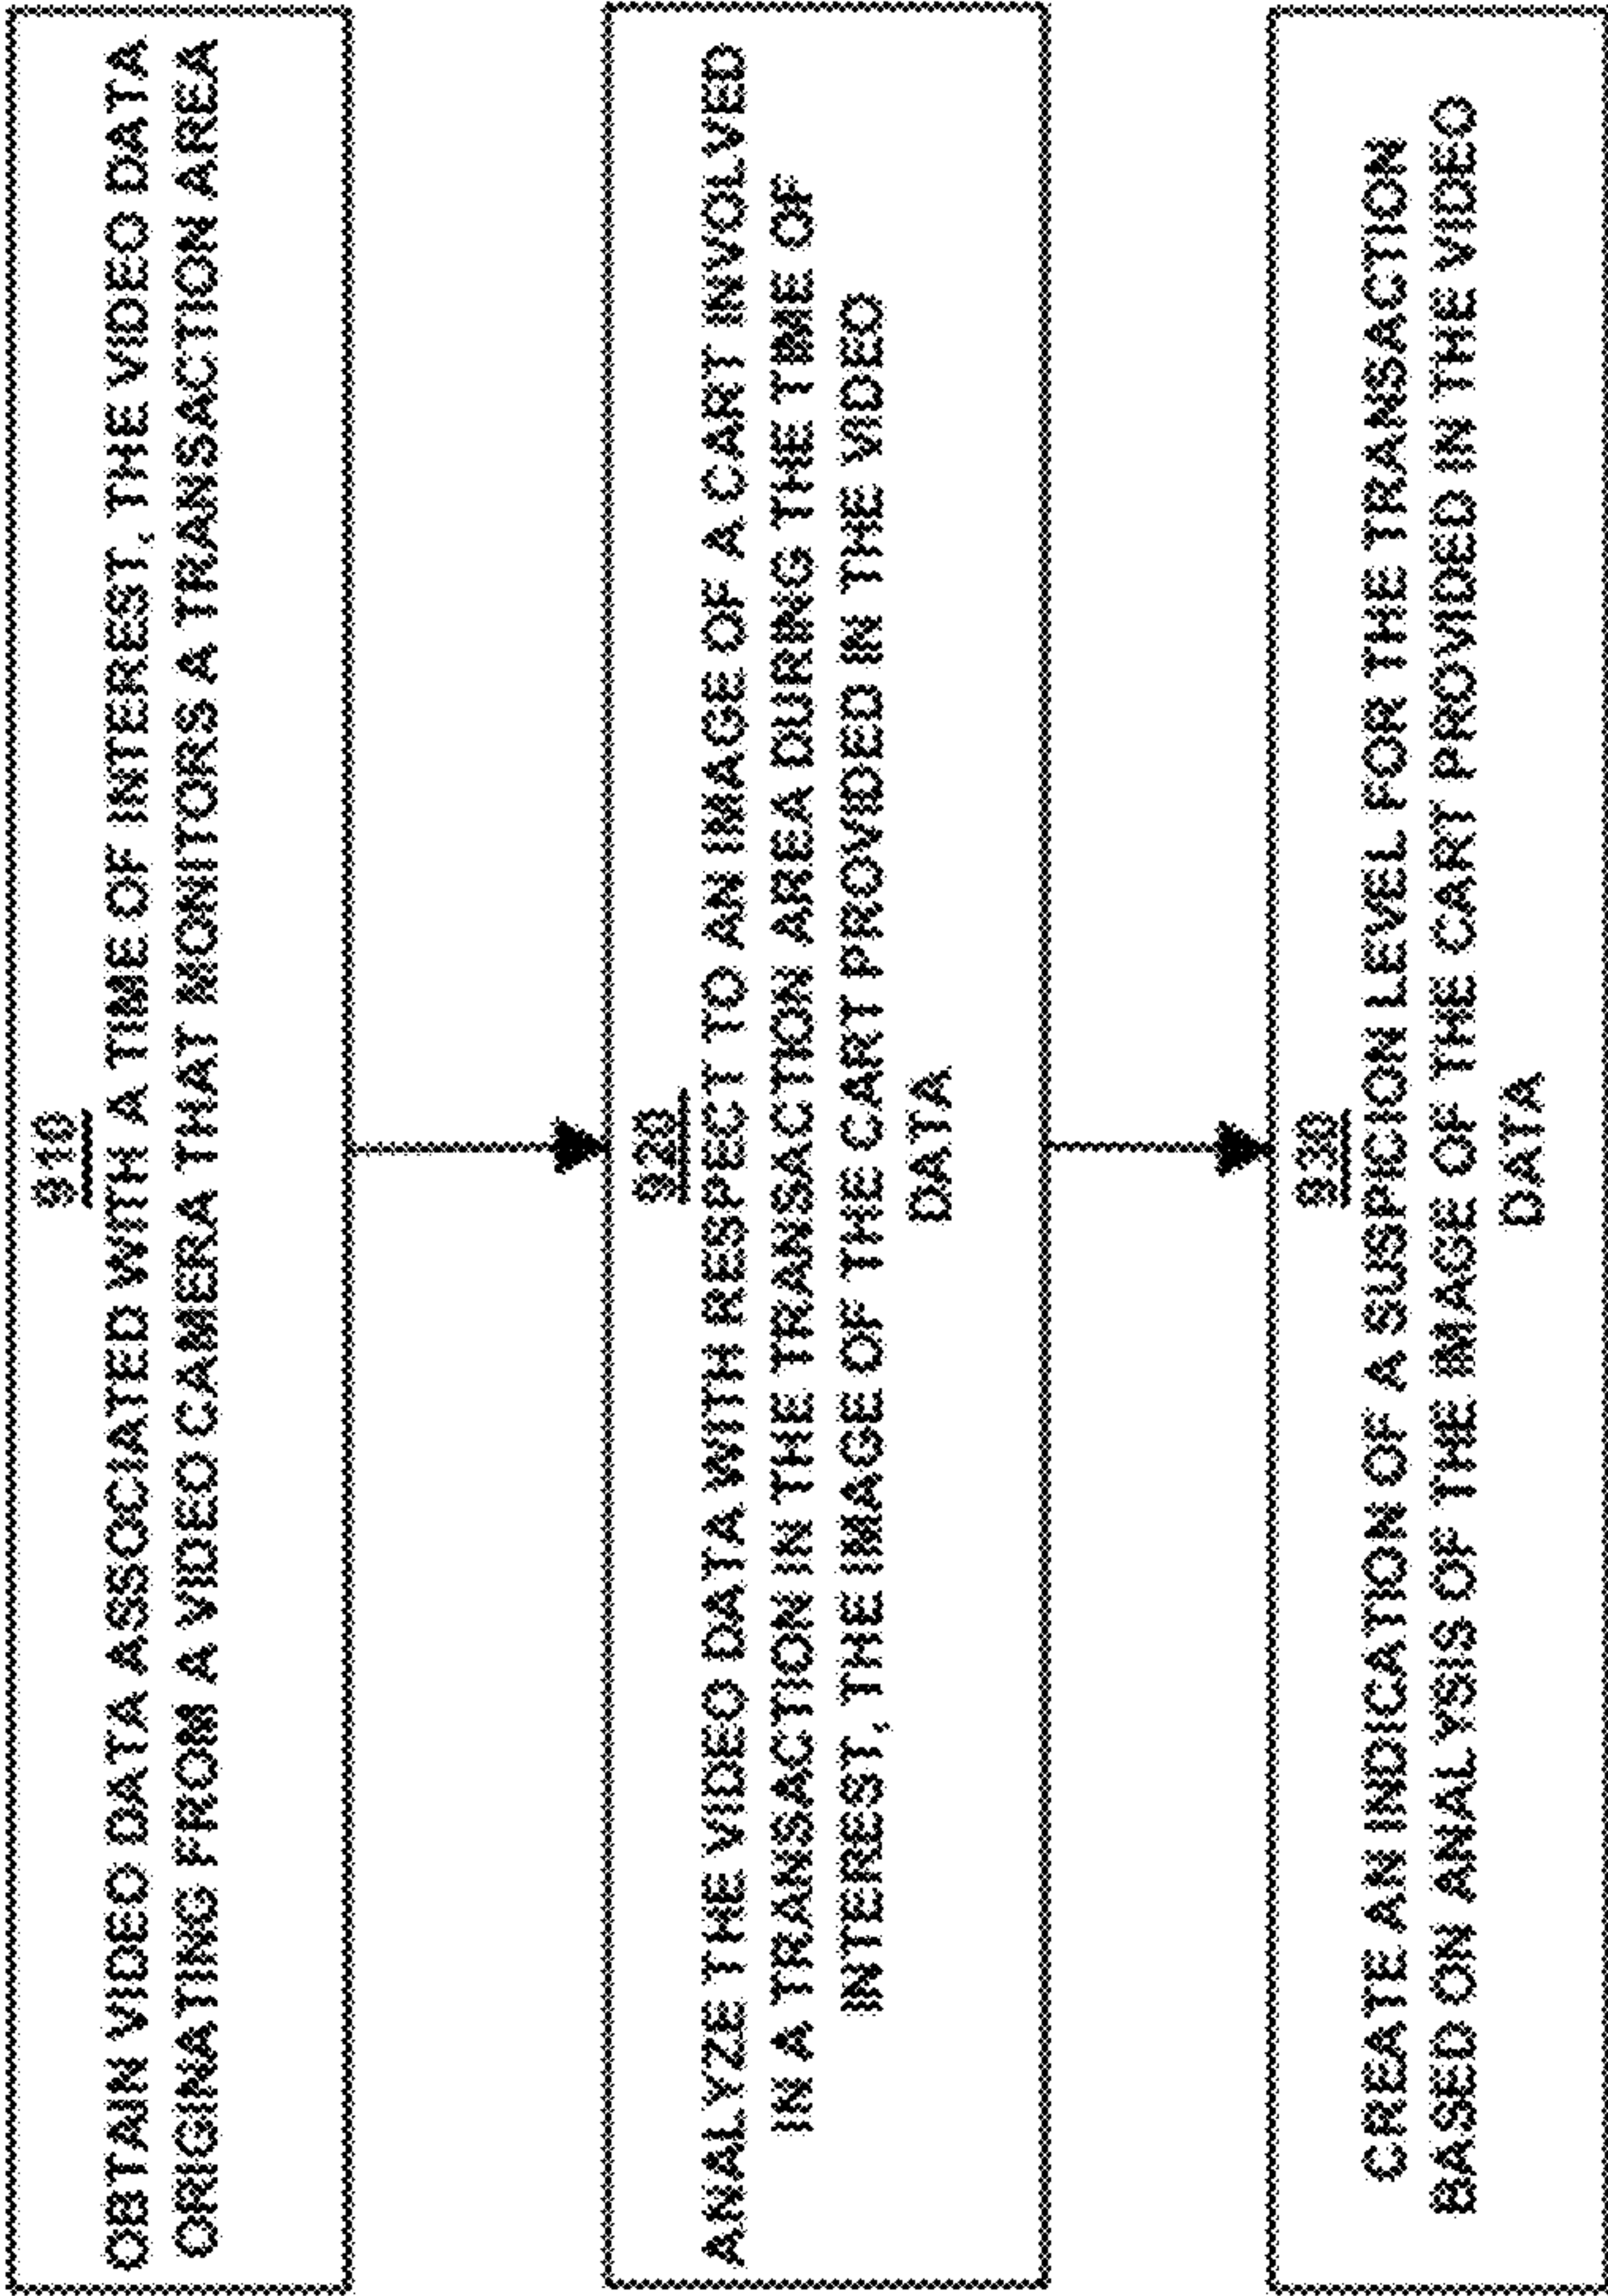 910
OBTAIN VIDEO DATA ASSOCIATED WITH A TIME OF INTEREST, THE VIDEO DATA
ORIGINATING FROM A VIDEO CAMERA THAT MONITORS A TRANSACTION AREA
920
ANALYZE THE VIDEO DATA WITH RESPECT TO AN IMAGE OF A CART INVOLVED
IN A TRANSACTION IN THE TRANSACTION AREA DURING THE TIME OF
INTEREST, THE IMAGE OF THE CART PROVIDED IN THE VIDEO
DATA
930
CREATE AN INDICATION OF A SUSPICION LEVEL FOR THE TRANSACTION
BASED ON ANALYSIS OF THE IMAGE OF THE CART PROVIDED IN THE VIDEO
DATA